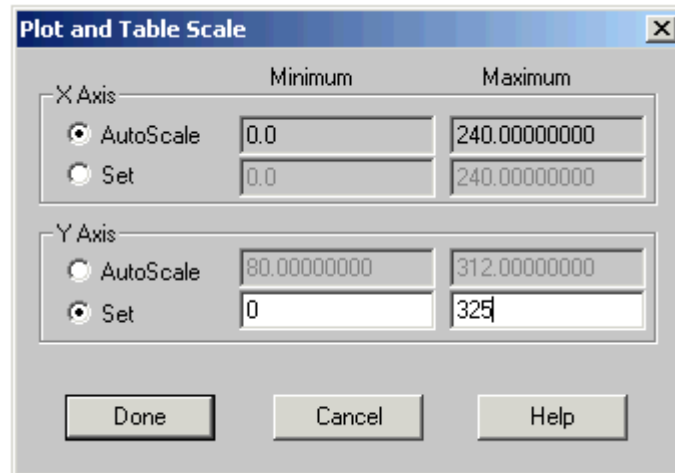 Plot and Table Scale
Minimum Maximum
X Axis
AutoScale 0.0 240.00000000
Set 0.0 240.00000000
Y Axis
AutoScale 80.00000000 312.00000000
Set 0 325
Done Cancel Help